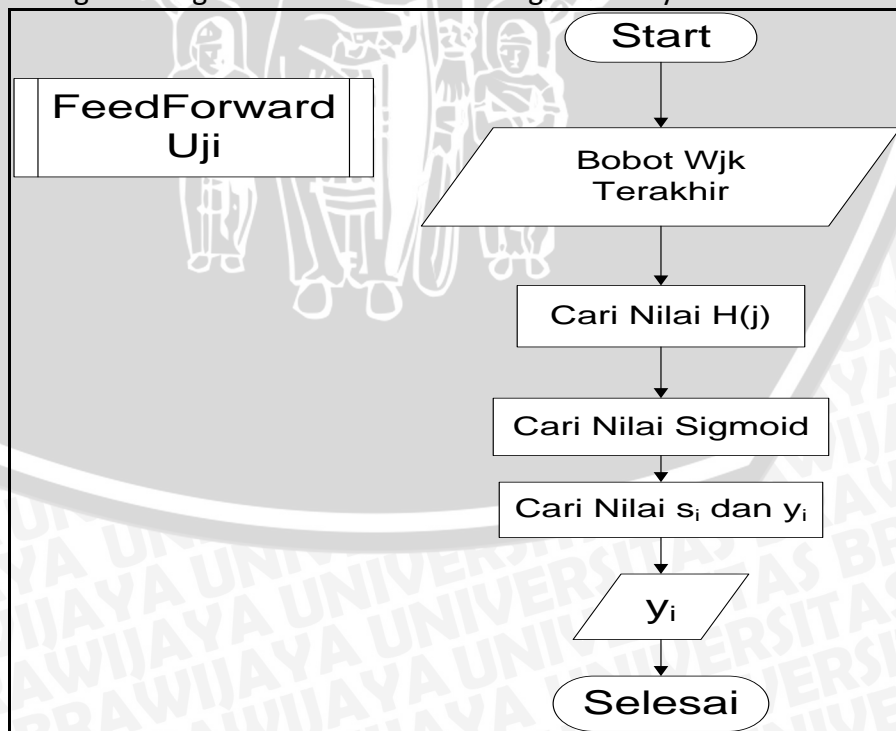 Start
FeedForward
Uji
Bobot Wjk
Terakhir
Cari Nilai H(j)
Cari Nilai Sigmoid
Cari Nilai sᵢ dan yᵢ
yᵢ
Selesai